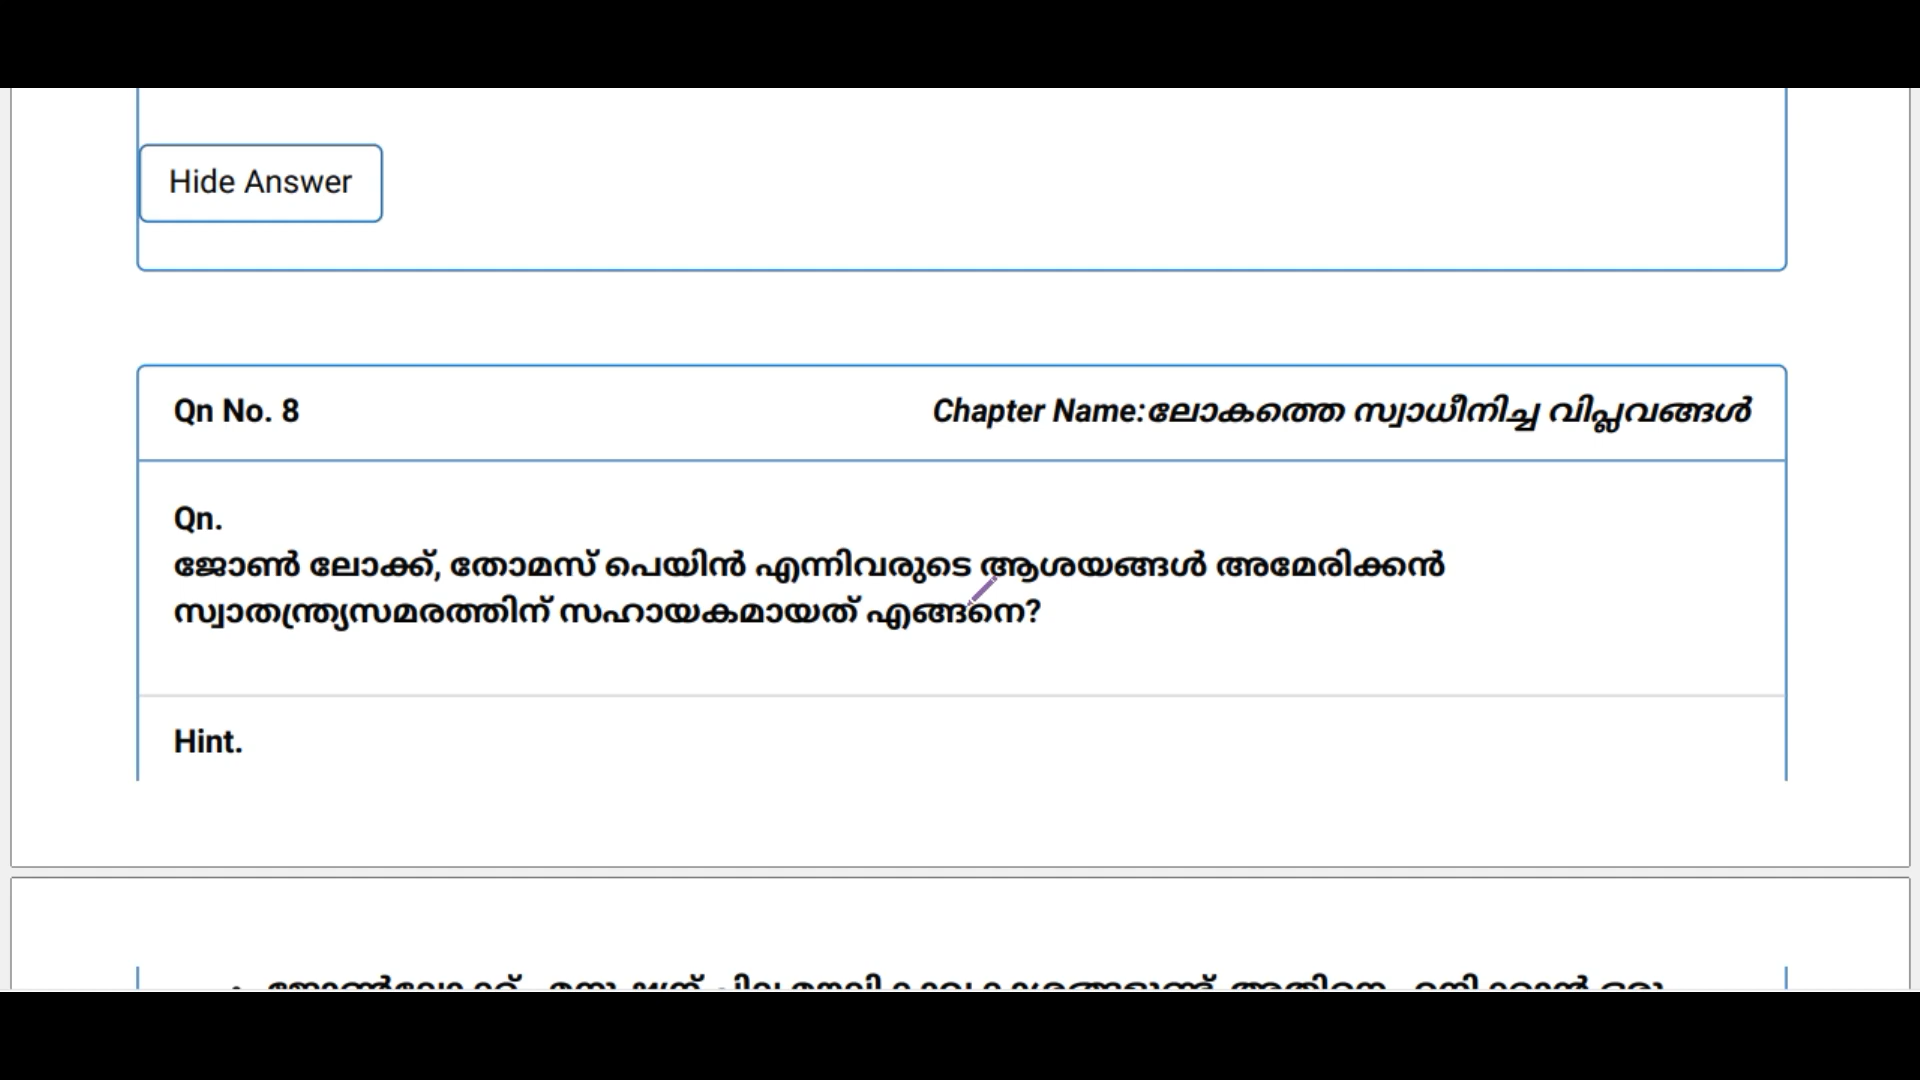 Hide Answer
Qn No. 8
Chapter Name:ലോകത്തെ സ്വാധീനിച്ച വിപ്ലവങ്ങൾ
Qn.
ജോൺ ലോക്ക്, തോമസ് പെയിൻ എന്നിവരുടെ ആശയങ്ങൾ അമേരിക്കൻ
സ്വാതന്ത്ര്യസമരത്തിന് സഹായകമായത് എങ്ങനെ?
Hint.